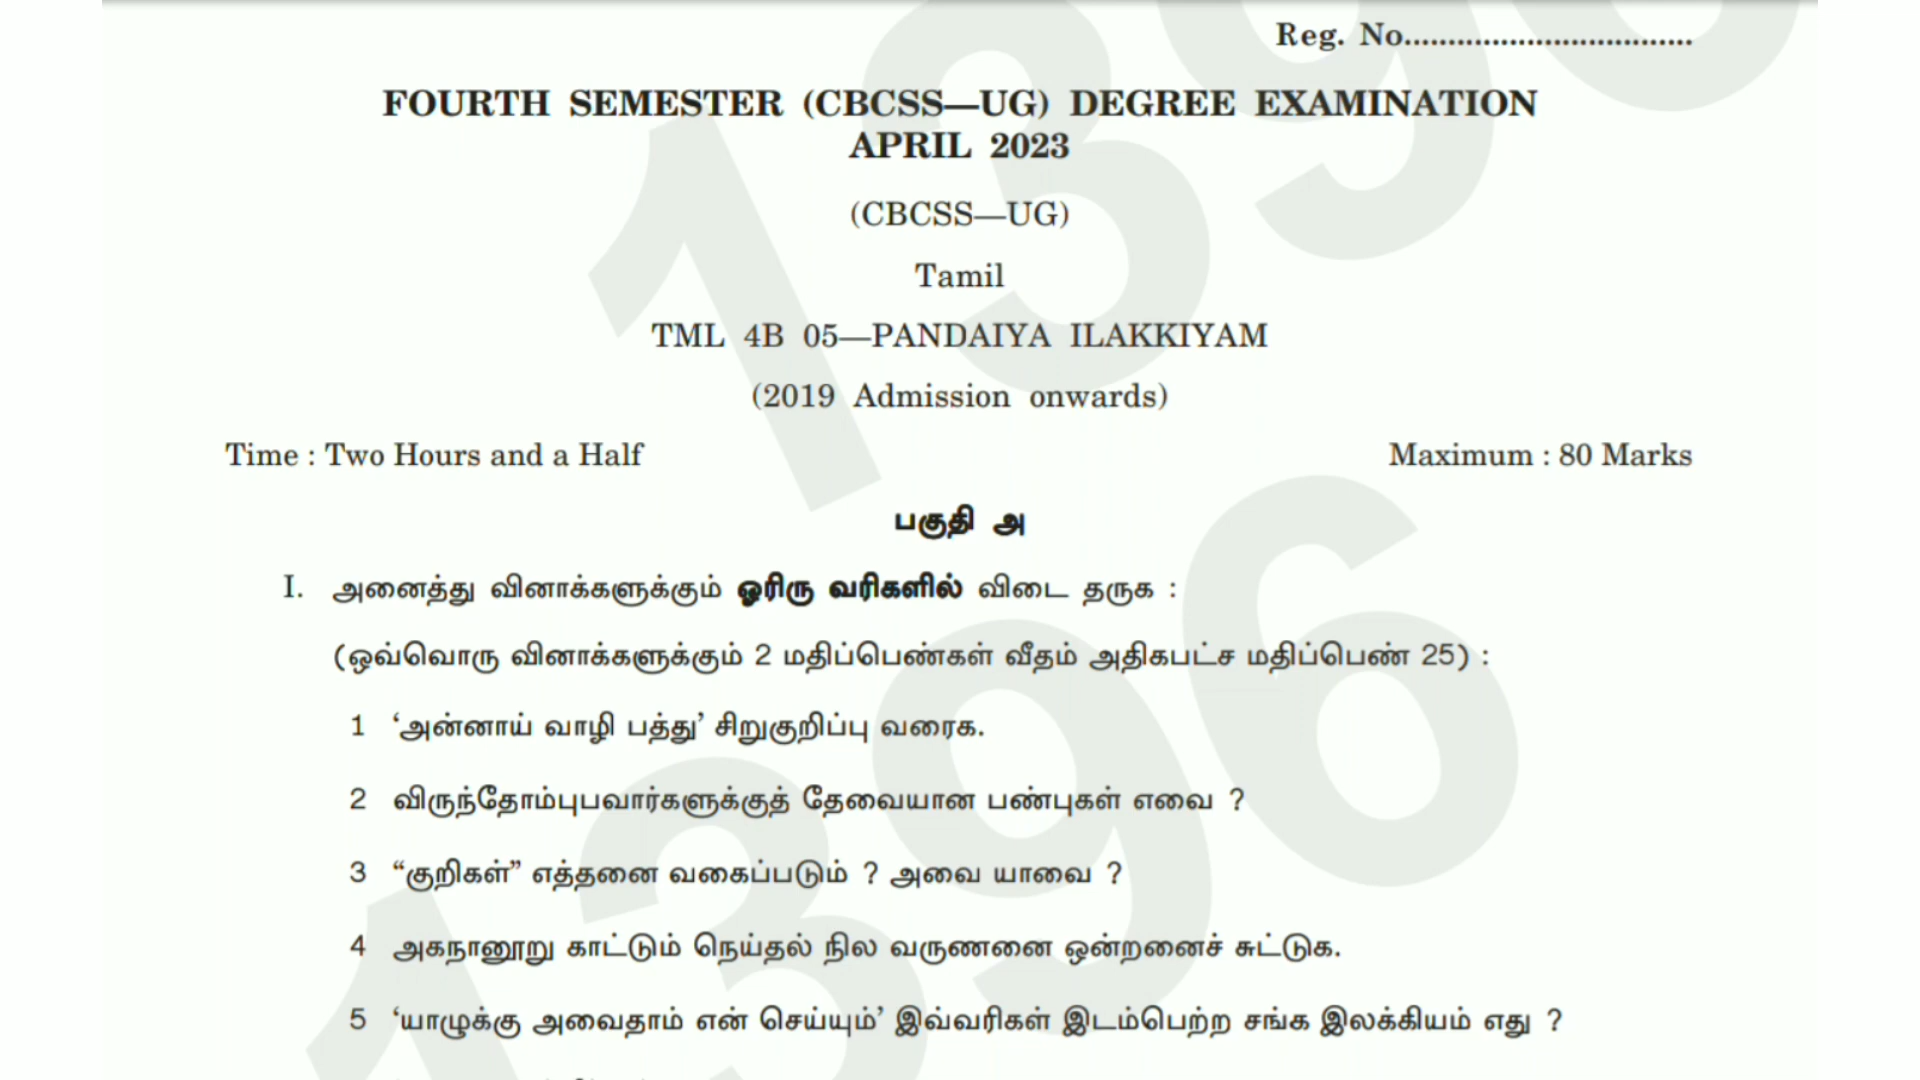 Reg. No.................................
FOURTH SEMESTER (CBCSS—UG) DEGREE EXAMINATION
APRIL 2023
(CBCSS—UG)
Tamil
TML 4B 05—PANDAIYA ILAKKIYAM
(2019 Admission onwards)
Time : Two Hours and a Half Maximum : 80 Marks
பகுதி அ
I. அனைத்து வினாக்களுக்கும் ஓரிரு வரிகளில் விடை தருக :
(ஒவ்வொரு வினாக்களுக்கும் 2 மதிப்பெண்கள் வீதம் அதிகபட்ச மதிப்பெண் 25) :
1 ‘அன்னாய் வாழி பத்து’ சிறுகுறிப்பு வரைக.
2 விருந்தோம்புபவார்களுக்குத் தேவையான பண்புகள் எவை ?
3 “குறிகள்” எத்தனை வகைப்படும் ? அவை யாவை ?
4 அகநானூறு காட்டும் நெய்தல் நில வருணனை ஒன்றனைச் சுட்டுக.
5 ‘யாழுக்கு அவைதாம் என் செய்யும்’ இவ்வரிகள் இடம்பெற்ற சங்க இலக்கியம் எது ?
1396
1396